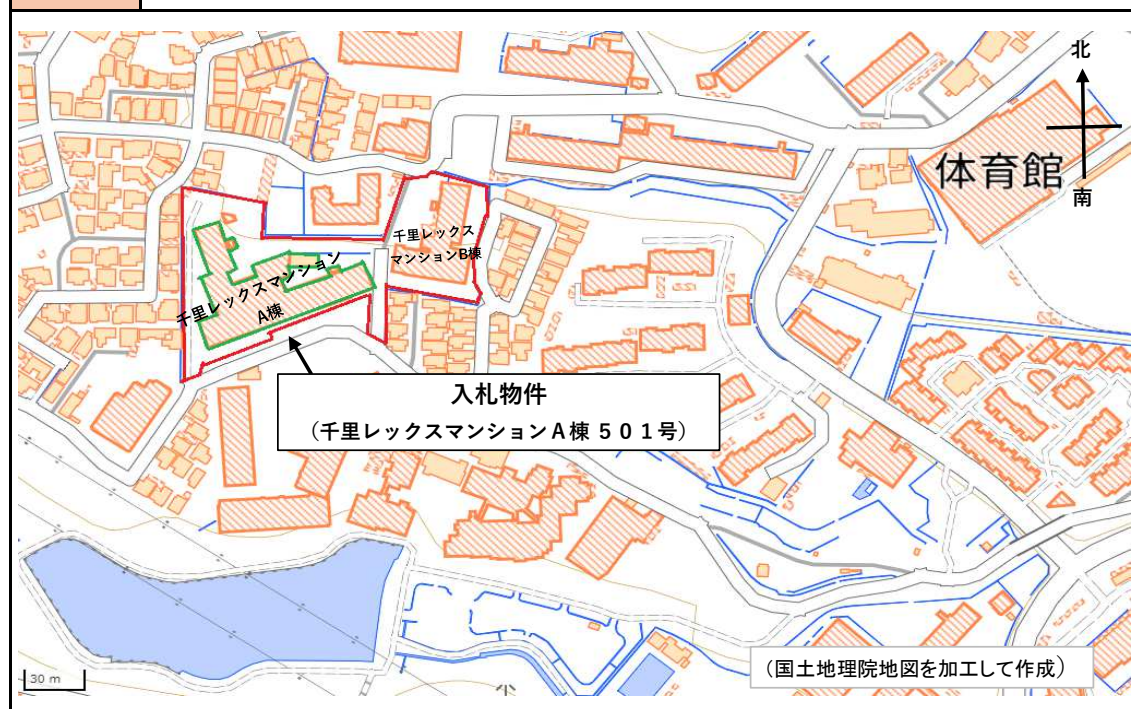 北
体育館
南
千里レックス
マンションB棟
千里レックスマンション
A棟
入札物件
（千里レックスマンションA棟 501号）
（国土地理院地図を加工して作成）
30 m